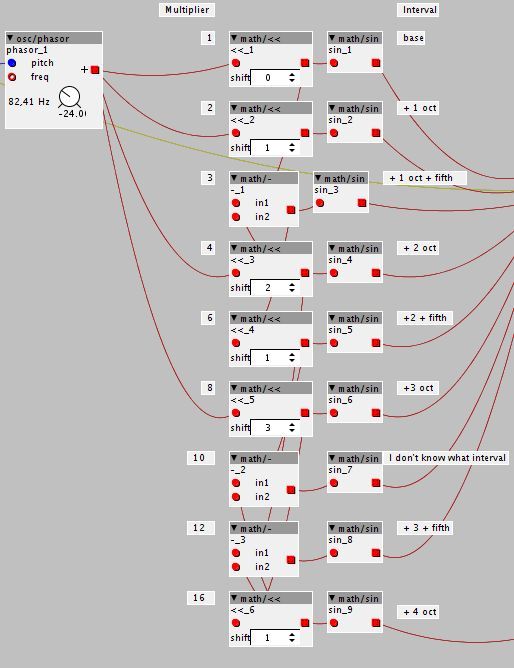 Multiplier
Interval
osc/phasor
phasor_1
pitch
freq
+
82,41 Hz
-24.0(
1
math/<<
<<_1
shift 0
math/sin
sin_1
base
2
math/<<
<<_2
shift 1
math/sin
sin_2
+ 1 oct
3
math/-
-_1
in1
in2
math/sin
sin_3
+ 1 oct + fifth
4
math/<<
<<_3
shift 2
math/sin
sin_4
+ 2 oct
6
math/<<
<<_4
shift 1
math/sin
sin_5
+2 + fifth
8
math/<<
<<_5
shift 3
math/sin
sin_6
+3 oct
10
math/-
-_2
in1
in2
math/sin
sin_7
I don't know what interval
12
math/-
-_3
in1
in2
math/sin
sin_8
+ 3 + fifth
16
math/<<
<<_6
shift 1
math/sin
sin_9
+ 4 oct